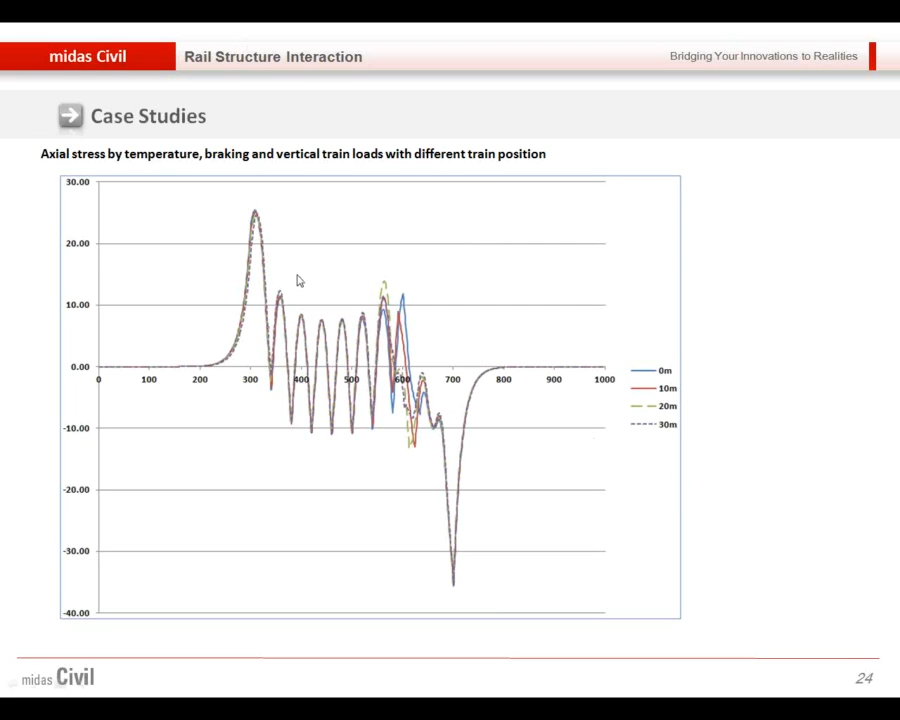 midas Civil
Rail Structure Interaction
Bridging Your Innovations to Realities
Case Studies
Axial stress by temperature, braking and vertical train loads with different train position
30.00
20.00
10.00
0.00
0 100 200 300 400 500 600 700 800 900 1000
-10.00
-20.00
-30.00
-40.00
0m
10m
20m
30m
midas Civil
24